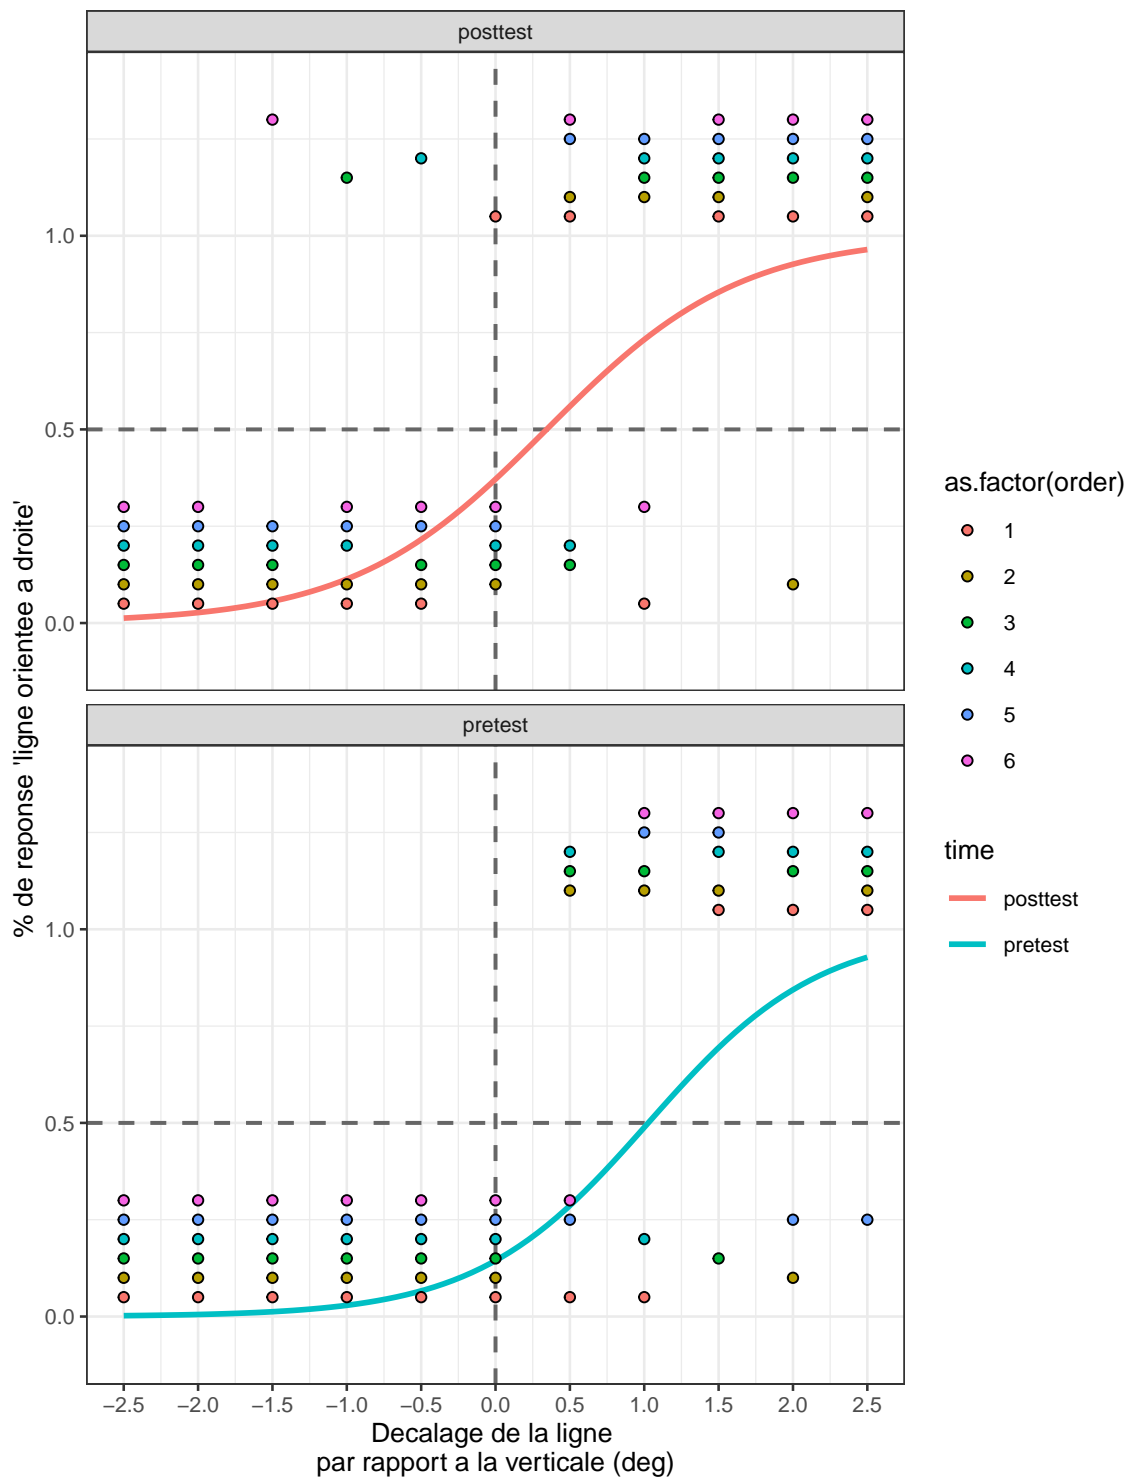 posttest
1.0
0.5
0.0
pretest
1.0
0.5
0.0
−2.5 −2.0 −1.5 −1.0 −0.5 0.0 0.5 1.0 1.5 2.0 2.5
Decalage de la ligne
par rapport a la verticale (deg)
% de reponse 'ligne orientee a droite'
as.factor(order)
1
2
3
4
5
6
time
posttest
pretest